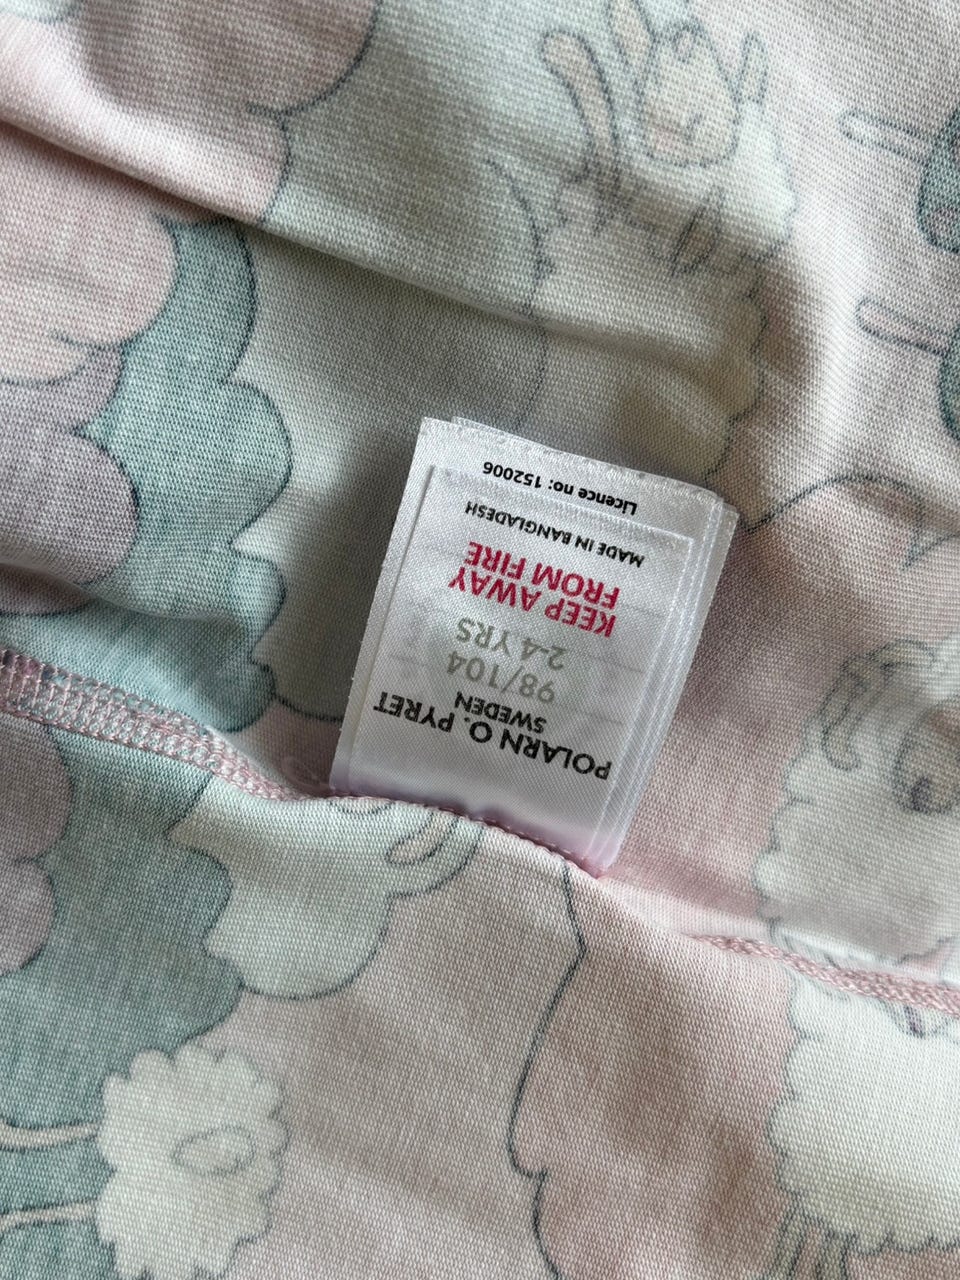 POLARN O. PYRET
SWEDEN
98/104
2-4 YRS
KEEP AWAY
FROM FIRE
MADE IN BANGLADESH
Licence no: 152006